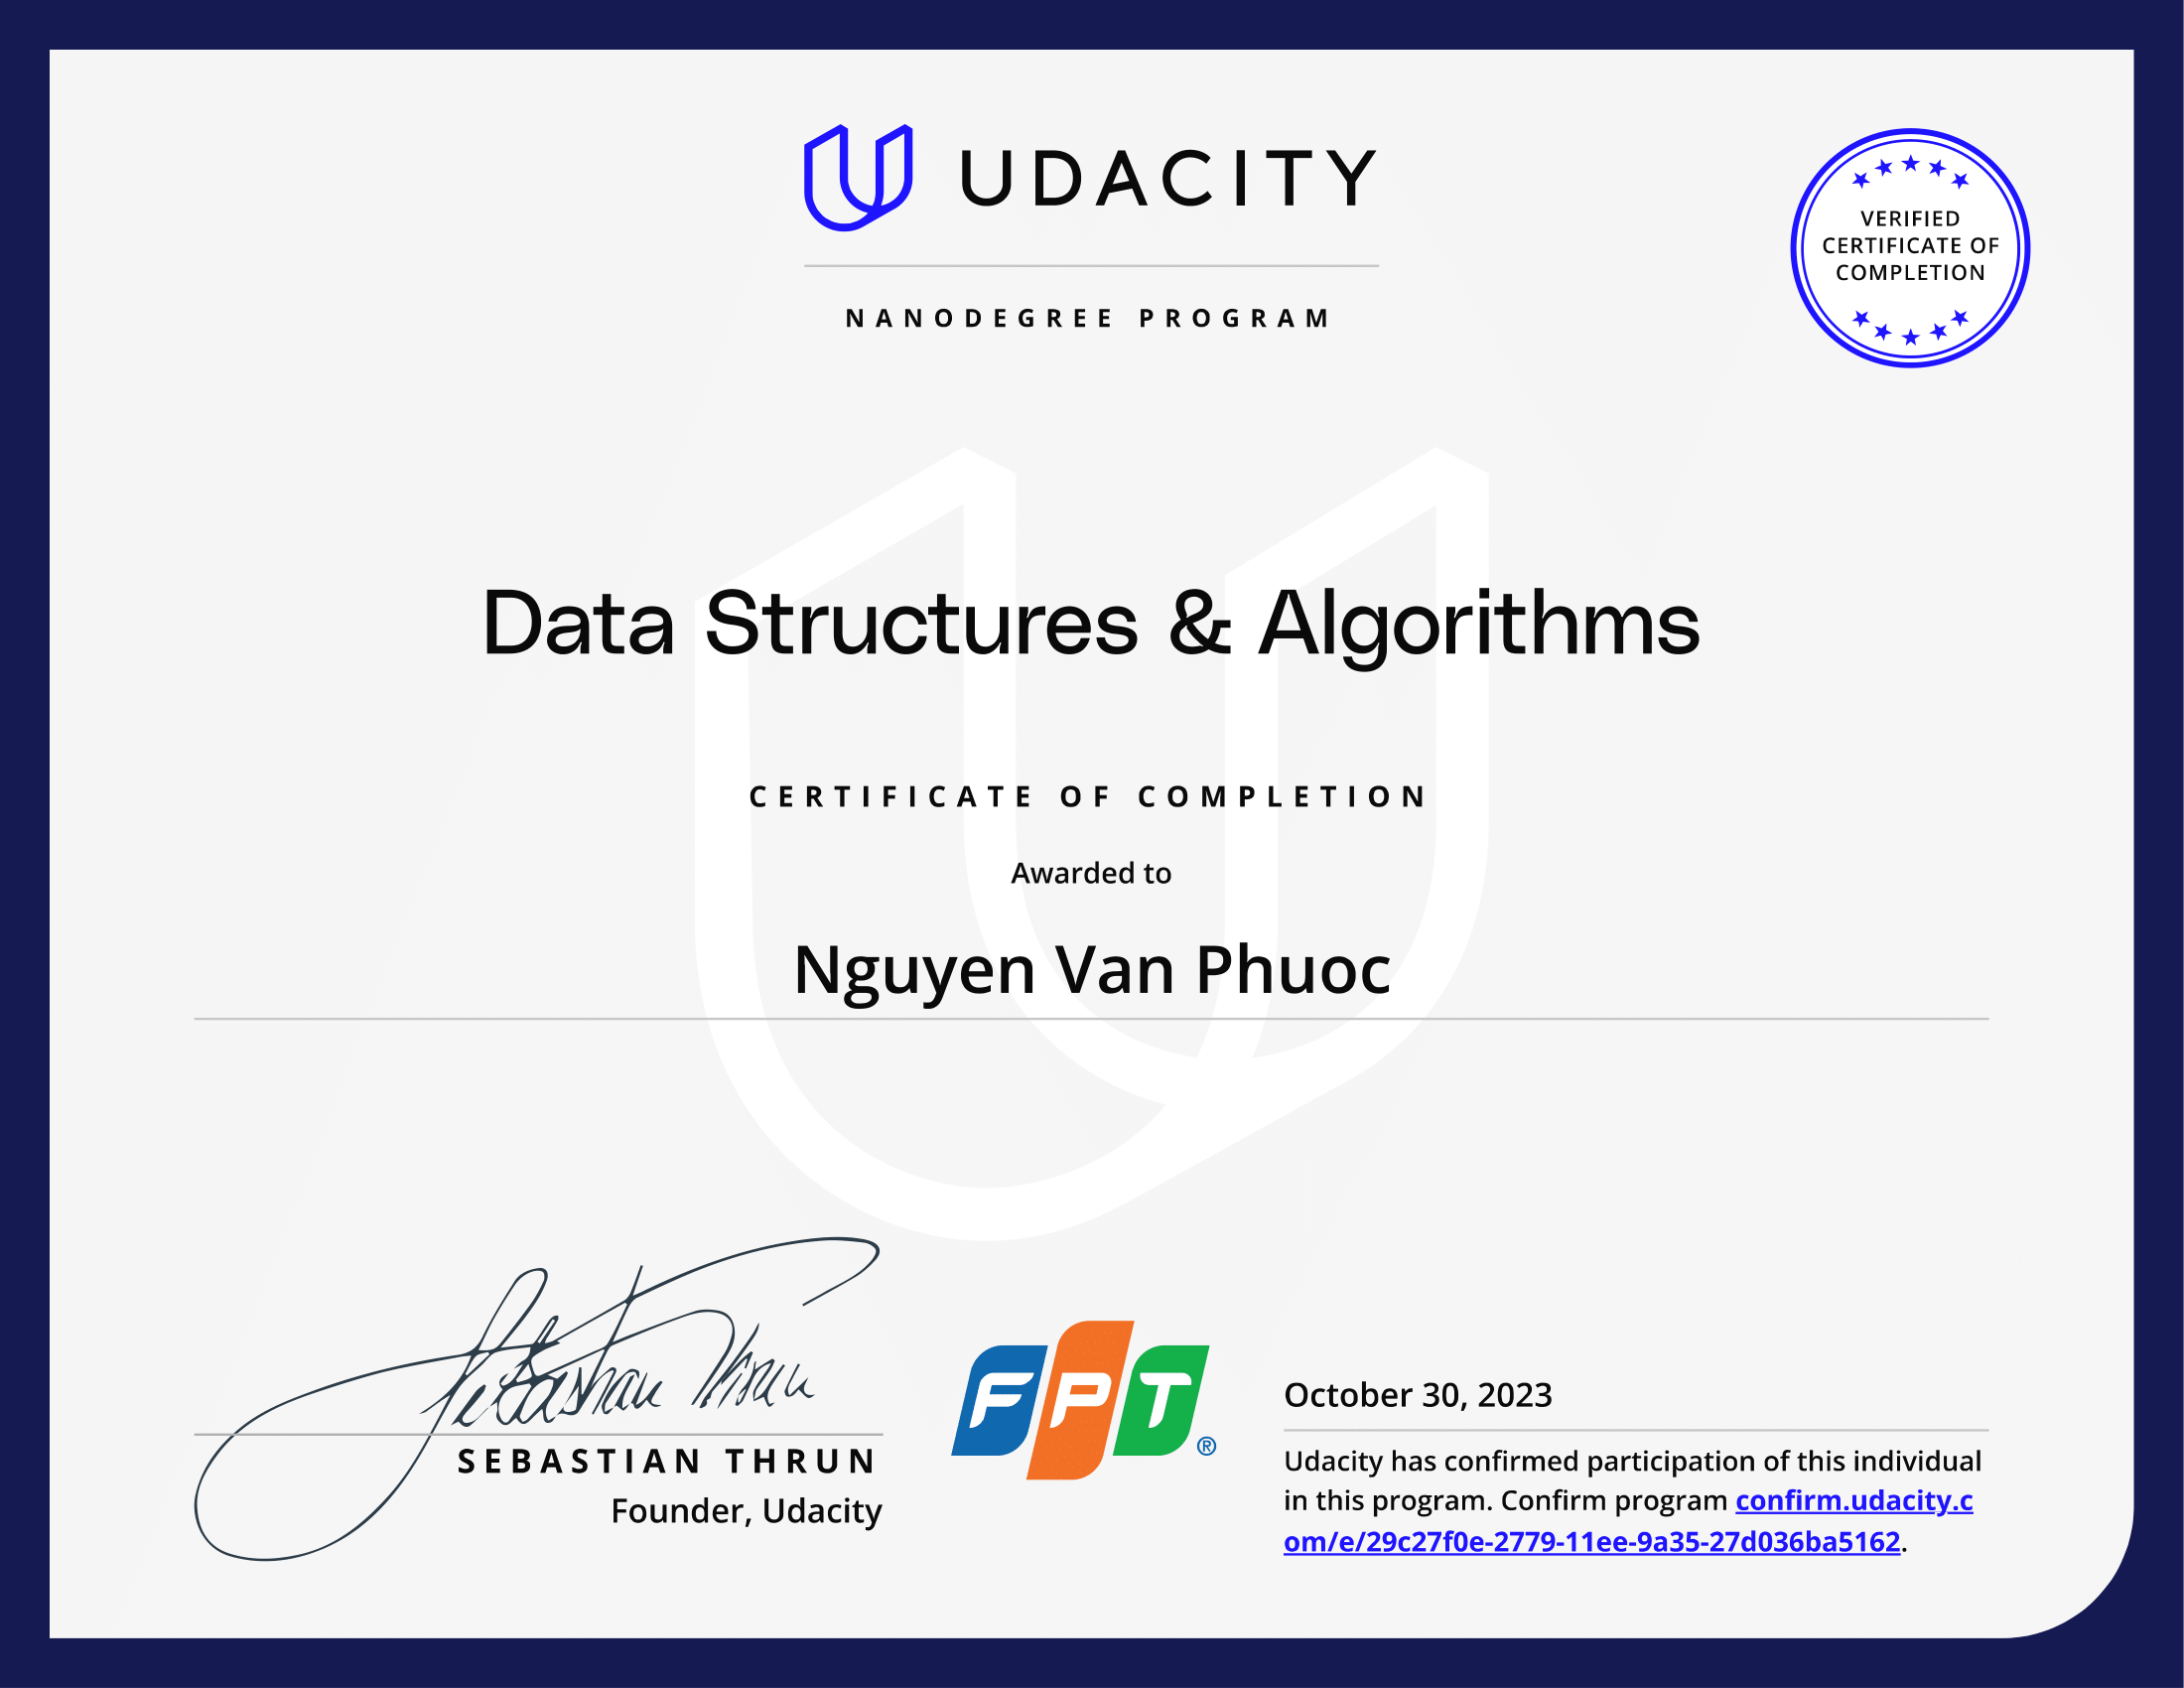 UDACITY
VERIFIED
CERTIFICATE OF
COMPLETION
NANODEGREE PROGRAM
Data Structures & Algorithms
CERTIFICATE OF COMPLETION
Awarded to
Nguyen Van Phuoc
Sebastian Thrun
SEBASTIAN THRUN
Founder, Udacity
FPT®
October 30, 2023
Udacity has confirmed participation of this individual
in this program. Confirm program confirm.udacity.c
om/e/29c27f0e-2779-11ee-9a35-27d036ba5162.